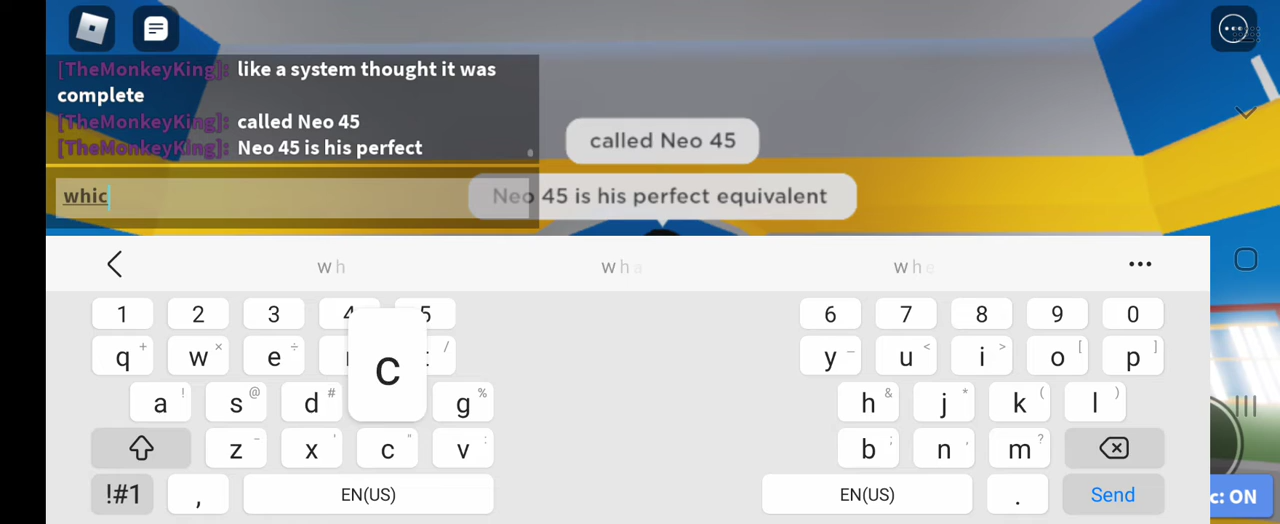 [TheMonkeyKing]: like a system thought it was
complete
[TheMonkeyKing]: called Neo 45
[TheMonkeyKing]: Neo 45 is his perfect
called Neo 45
whic
Neo 45 is his perfect equivalent
wh wha whe
1 2 3 4 5 6 7 8 9 0
q + w × e ÷ / y _ u < i > o [ p ]
c
a ! s @ d # g % h & j * k ( l )
z - x ' c " v : b ; n , m ?
!#1 , EN(US) EN(US) . Send
c: ON